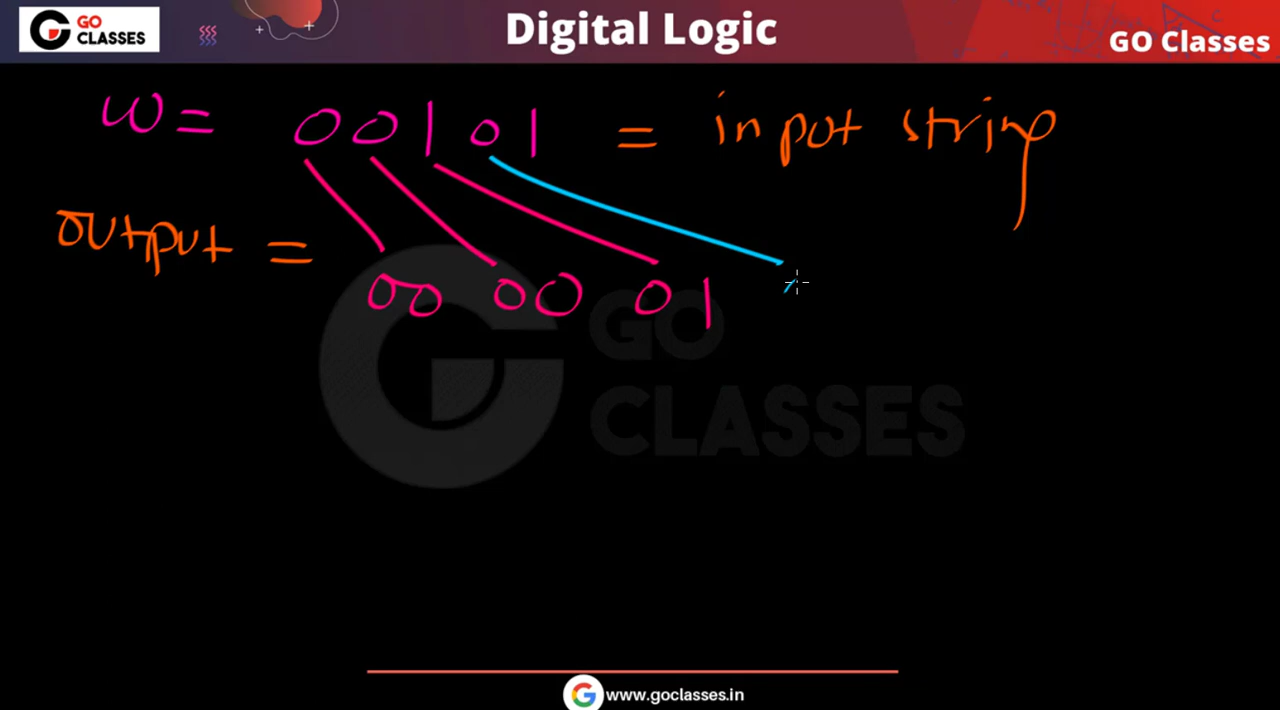 GO CLASSES
Digital Logic
GO Classes
w = 00101 = input string
output = 00 00 01
GO
CLASSES
www.goclasses.in